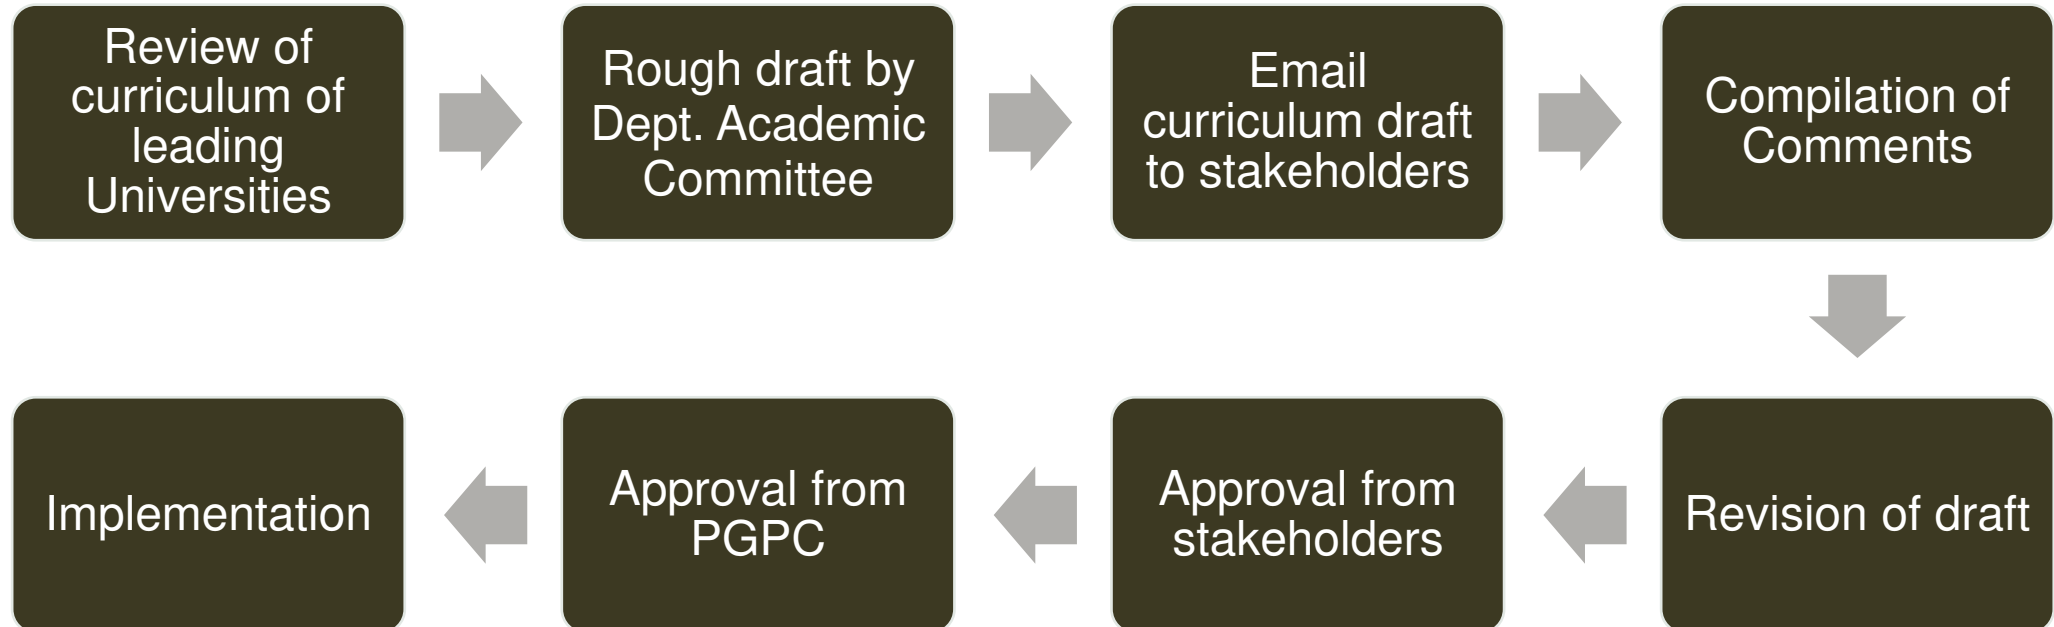 Review of
curriculum of
leading
Universities
Rough draft by
Dept. Academic
Committee
Email
curriculum draft
to stakeholders
Compilation of
Comments
Revision of draft
Approval from
stakeholders
Approval from
PGPC
Implementation